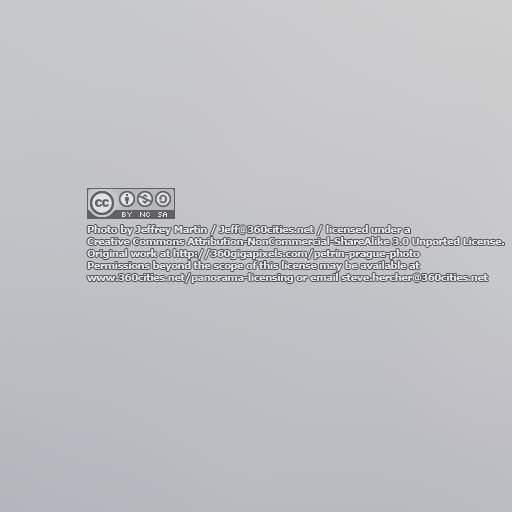 cc
BY NC SA
Photo by Jeffrey Martin / Jeff@360cities.net / licensed under a
Creative Commons Attribution-NonCommercial-ShareAlike 3.0 Unported License.
Original work at http://360gigapixels.com/petrin-prague-photo
Permissions beyond the scope of this license may be available at
www.360cities.net/panorama-licensing or email steve.hercher@360cities.net